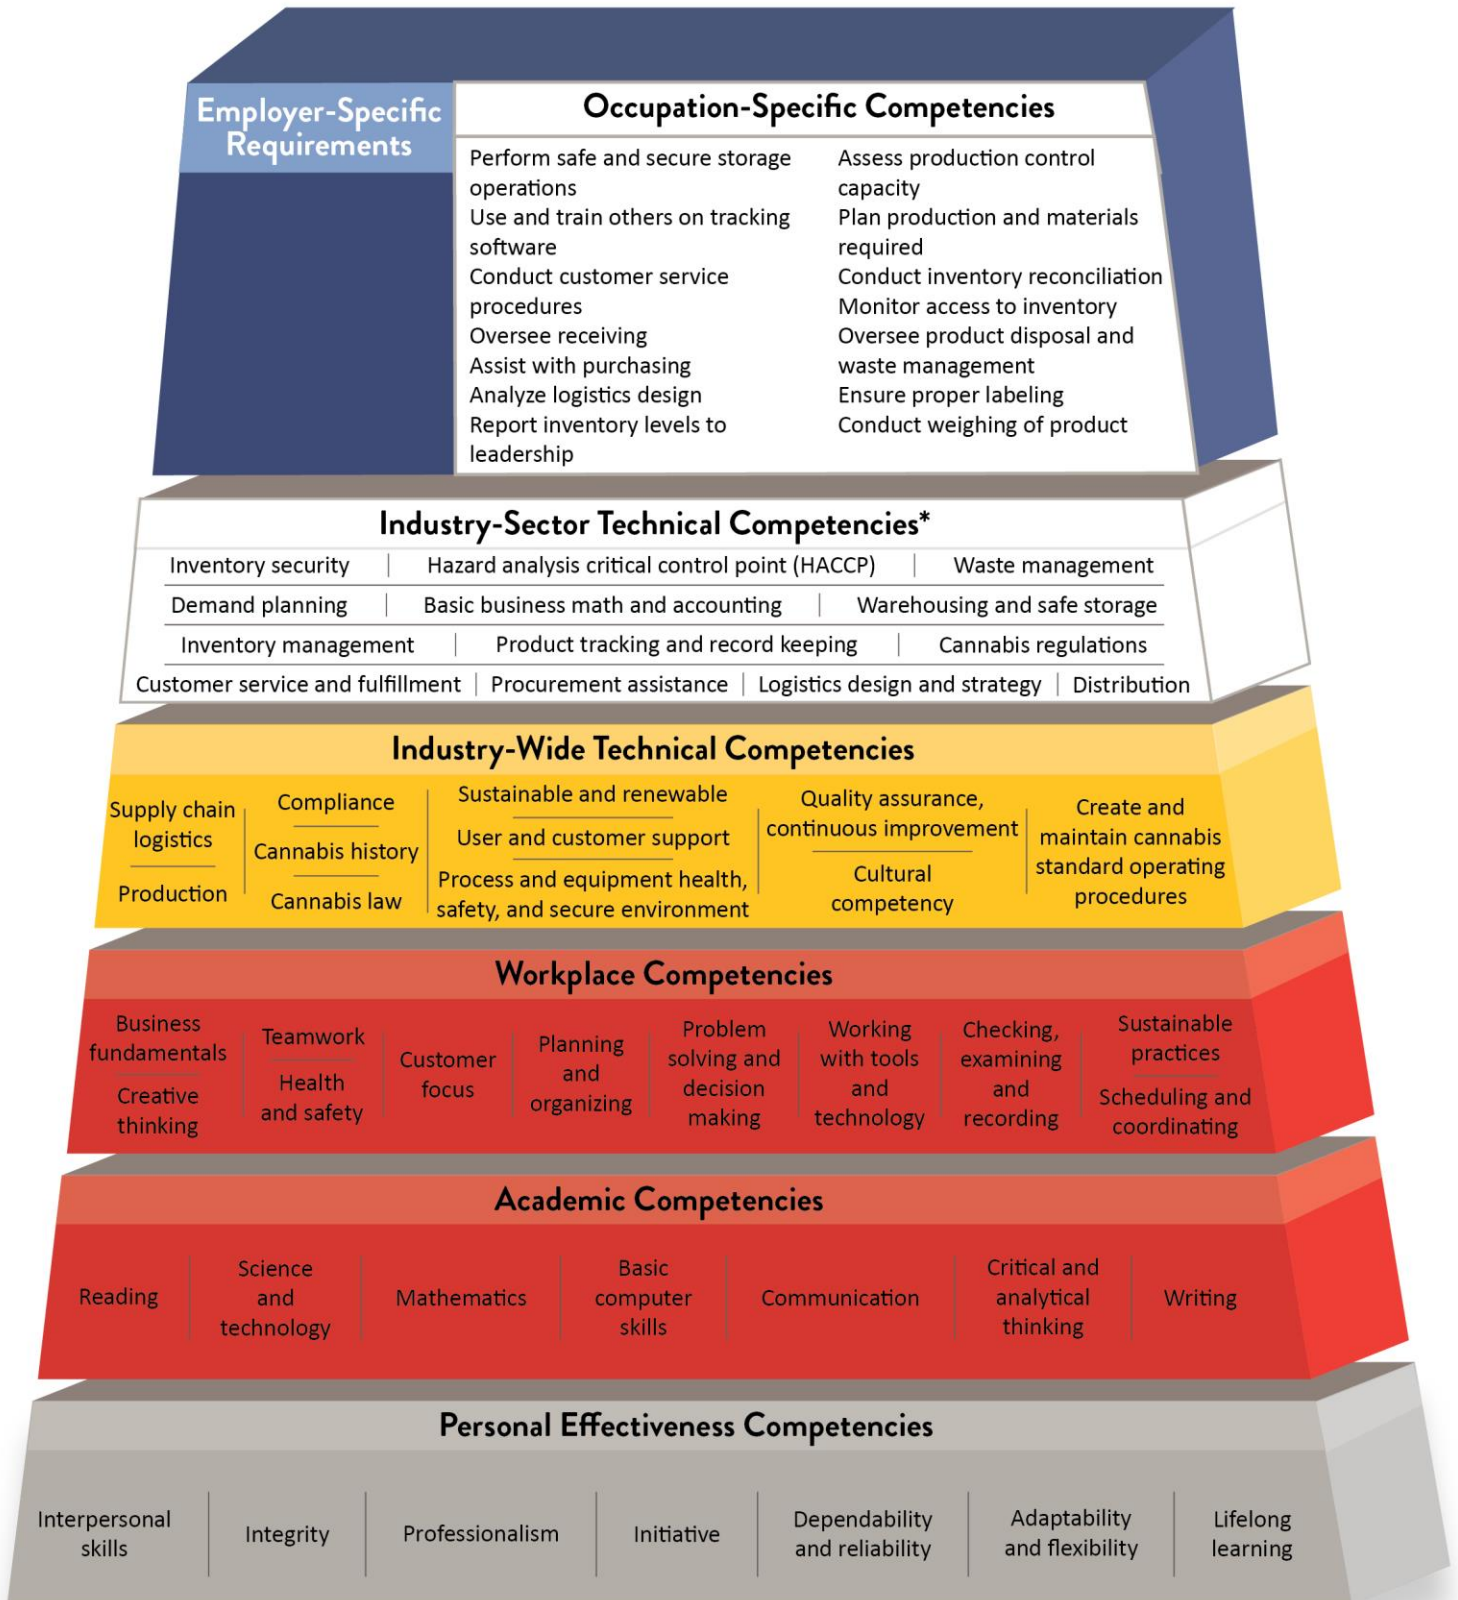 Employer-Specific
Requirements
Occupation-Specific Competencies
Perform safe and secure storage
operations
Use and train others on tracking
software
Conduct customer service
procedures
Oversee receiving
Assist with purchasing
Analyze logistics design
Report inventory levels to
leadership
Assess production control
capacity
Plan production and materials
required
Conduct inventory reconciliation
Monitor access to inventory
Oversee product disposal and
waste management
Ensure proper labeling
Conduct weighing of product
Industry-Sector Technical Competencies*
Inventory security | Hazard analysis critical control point (HACCP) | Waste management
Demand planning | Basic business math and accounting | Warehousing and safe storage
Inventory management | Product tracking and record keeping | Cannabis regulations
Customer service and fulfillment | Procurement assistance | Logistics design and strategy | Distribution
Industry-Wide Technical Competencies
Supply chain
logistics
Production
Compliance
Cannabis history
Cannabis law
Sustainable and renewable
User and customer support
Process and equipment health,
safety, and secure environment
Quality assurance,
continuous improvement
Cultural
competency
Create and
maintain cannabis
standard operating
procedures
Workplace Competencies
Business
fundamentals
Creative
thinking
Teamwork
Health
and safety
Customer
focus
Planning
and
organizing
Problem
solving and
decision
making
Working
with tools
and
technology
Checking,
examining
and
recording
Sustainable
practices
Scheduling and
coordinating
Academic Competencies
Reading
Science
and
technology
Mathematics
Basic
computer
skills
Communication
Critical and
analytical
thinking
Writing
Personal Effectiveness Competencies
Interpersonal
skills
Integrity
Professionalism
Initiative
Dependability
and reliability
Adaptability
and flexibility
Lifelong
learning